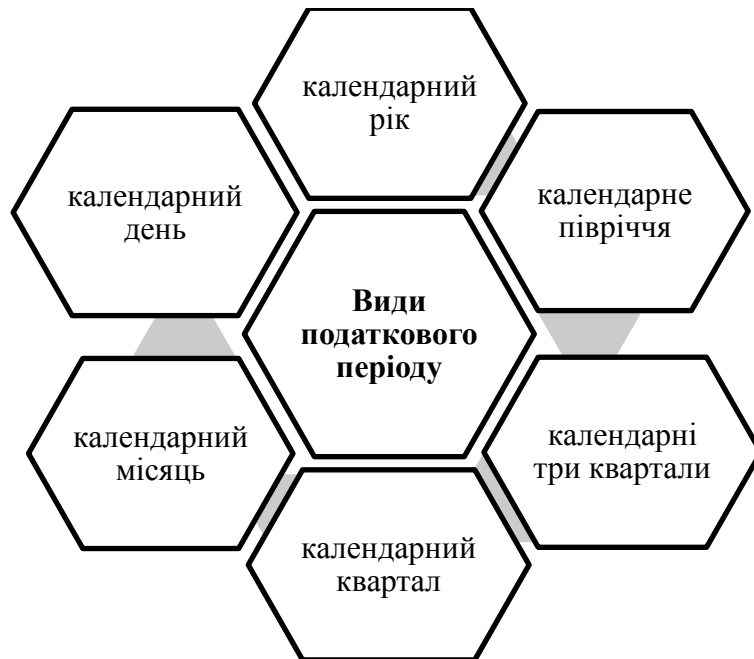 календарний
рік
календарне
півріччя
календарні
три квартали
календарний
квартал
календарний
місяць
календарний
день
Види
податкового
періоду